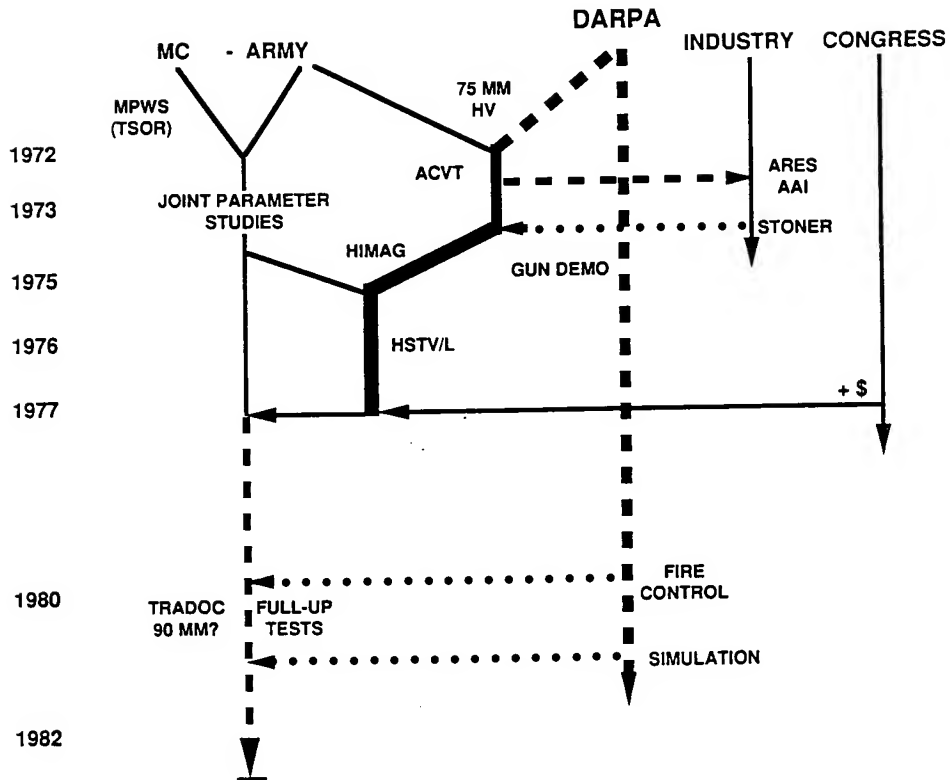 DARPA
MC - ARMY
INDUSTRY
CONGRESS
75 MM
HV
MPWS
(TSOR)
1972
ACVT
ARES
AAI
JOINT PARAMETER
STUDIES
1973
STONER
HIMAG
GUN DEMO
1975
HSTV/L
1976
+ $
1977
FIRE
CONTROL
1980
TRADOC
90 MM?
FULL-UP
TESTS
SIMULATION
1982